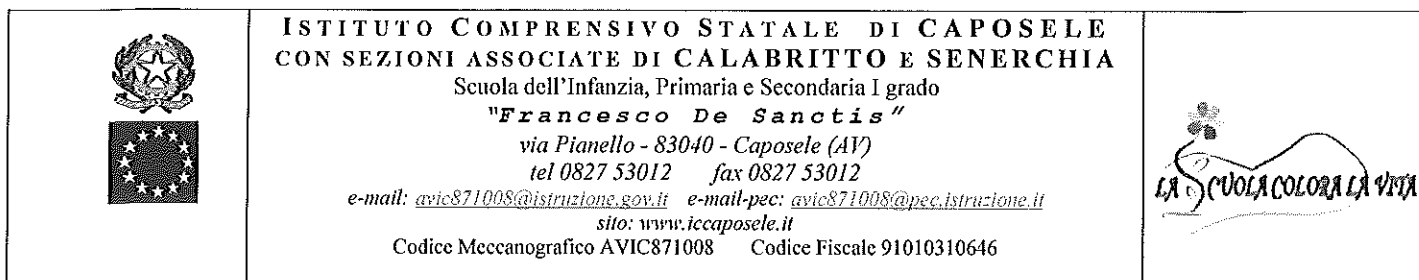 ISTITUTO COMPRENSIVO STATALE DI CAPOSELE
CON SEZIONI ASSOCIATE DI CALABRITTO E SENERCHIA
Scuola dell'Infanzia, Primaria e Secondaria I grado
"Francesco De Sanctis"
via Pianello - 83040 - Caposele (AV)
tel 0827 53012 fax 0827 53012
e-mail: avic871008@istruzione.gov.it e-mail-pec: avic871008@pec.istruzione.it
sito: www.iccaposele.it
Codice Meccanografico AVIC871008 Codice Fiscale 91010310646
LA SCUOLA COLORA LA VITA